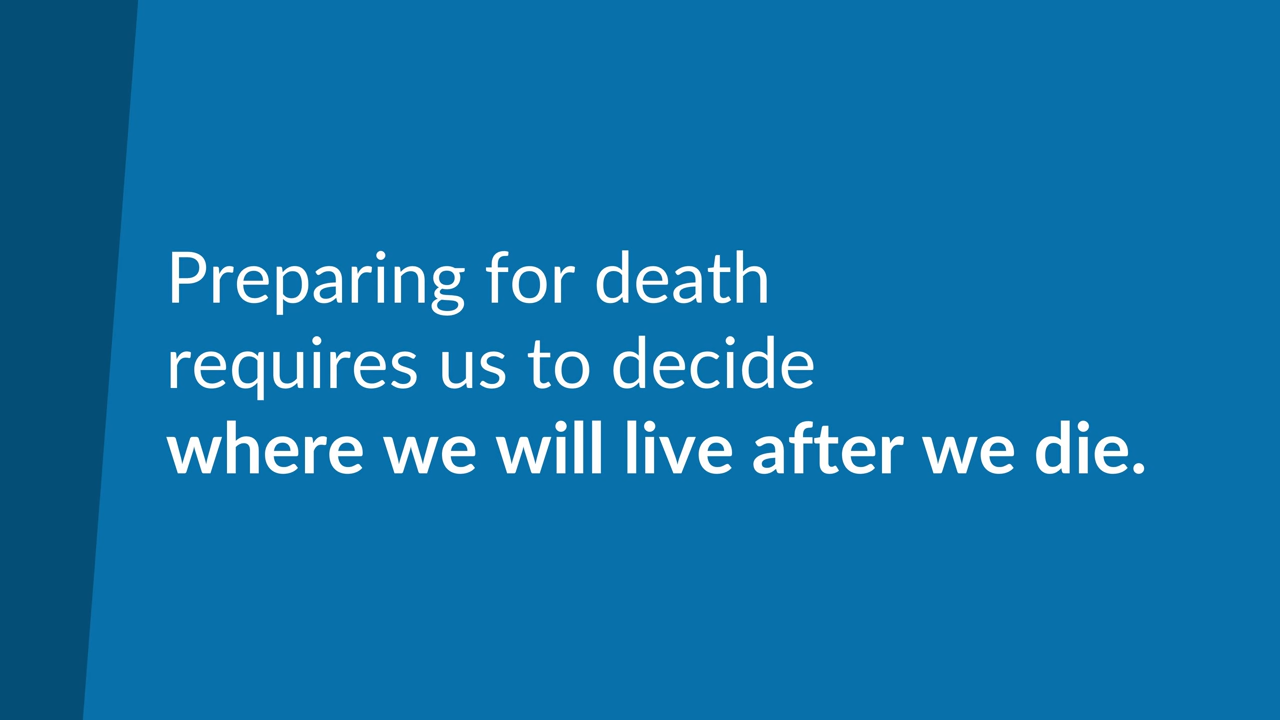 Preparing for death
requires us to decide
where we will live after we die.